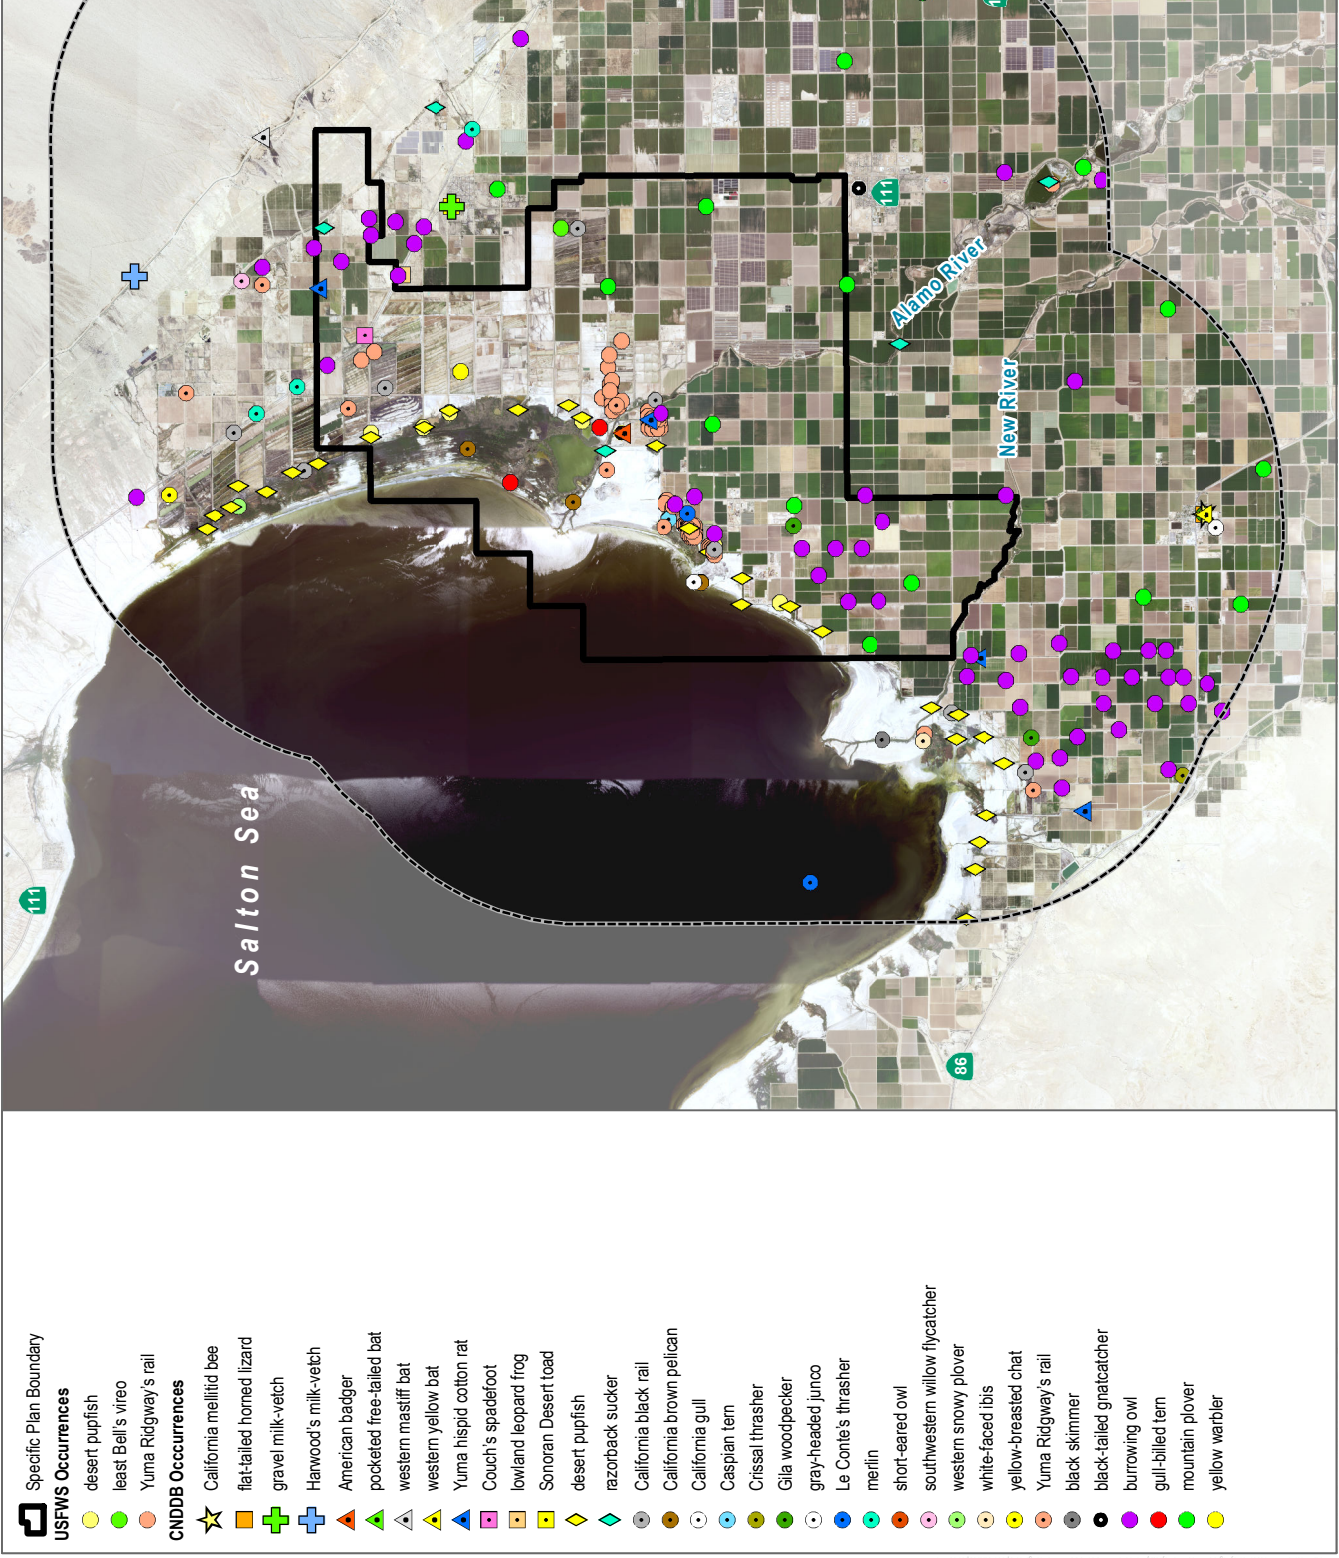 111
111
Alamo River
New River
Salton Sea
111
86
Specific Plan Boundary
USFWS Occurrences
desert pupfish
least Bell's vireo
Yuma Ridgway's rail
CNDDB Occcurrences
California mellitid bee
flat-tailed horned lizard
gravel milk-vetch
Harwood's milk-vetch
American badger
pocketed free-tailed bat
western mastiff bat
western yellow bat
Yuma hispid cotton rat
Couch's spadefoot
lowland leopard frog
Sonoran Desert toad
desert pupfish
razorback sucker
California black rail
California brown pelican
California gull
Caspian tern
Crissal thrasher
Gila woodpecker
gray-headed junco
Le Conte's thrasher
merlin
short-eared owl
southwestern willow flycatcher
western snowy plover
white-faced ibis
yellow-breasted chat
Yuma Ridgway's rail
black skimmer
black-tailed gnatcatcher
burrowing owl
gull-billed tern
mountain plover
yellow warbler